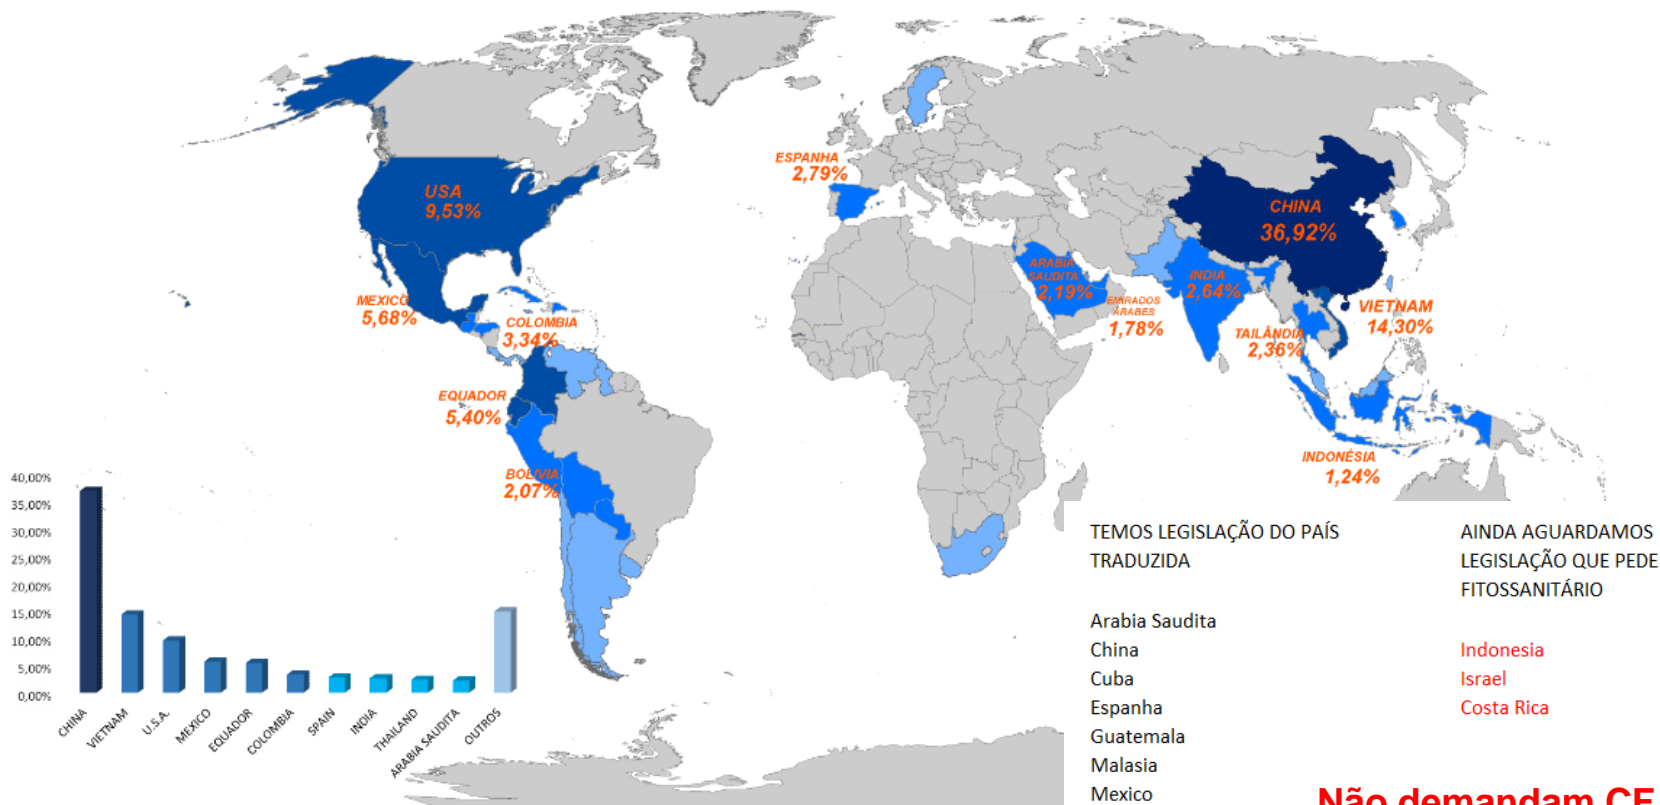 ESPANHA
2,79%
USA
9,53%
CHINA
36,92%
ARABIA
SAUDITA
2,19%
INDIA
2,64%
MEXICO
5,68%
EMIRADOS
ÁRABES
1,78%
VIETNAM
14,30%
COLOMBIA
3,34%
TAILÂNDIA
2,36%
EQUADOR
5,40%
BOLIVIA
2,07%
INDONÉSIA
1,24%
40,00%
35,00%
30,00%
25,00%
20,00%
15,00%
10,00%
5,00%
0,00%
CHINA
VIETNAM
U.S.A.
MEXICO
EQUADOR
COLOMBIA
SPAIN
INDIA
THAILAND
ARABIA SAUDITA
OUTROS
TEMOS LEGISLAÇÃO DO PAÍS
TRADUZIDA
Arabia Saudita
China
Cuba
Espanha
Guatemala
Malasia
Mexico
AINDA AGUARDAMOS
LEGISLAÇÃO QUE PEDE
FITOSSANITÁRIO
Indonesia
Israel
Costa Rica
Não demandam CF